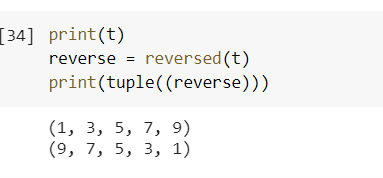 [34] print(t)
reverse = reversed(t)
print(tuple((reverse)))
(1, 3, 5, 7, 9)
(9, 7, 5, 3, 1)